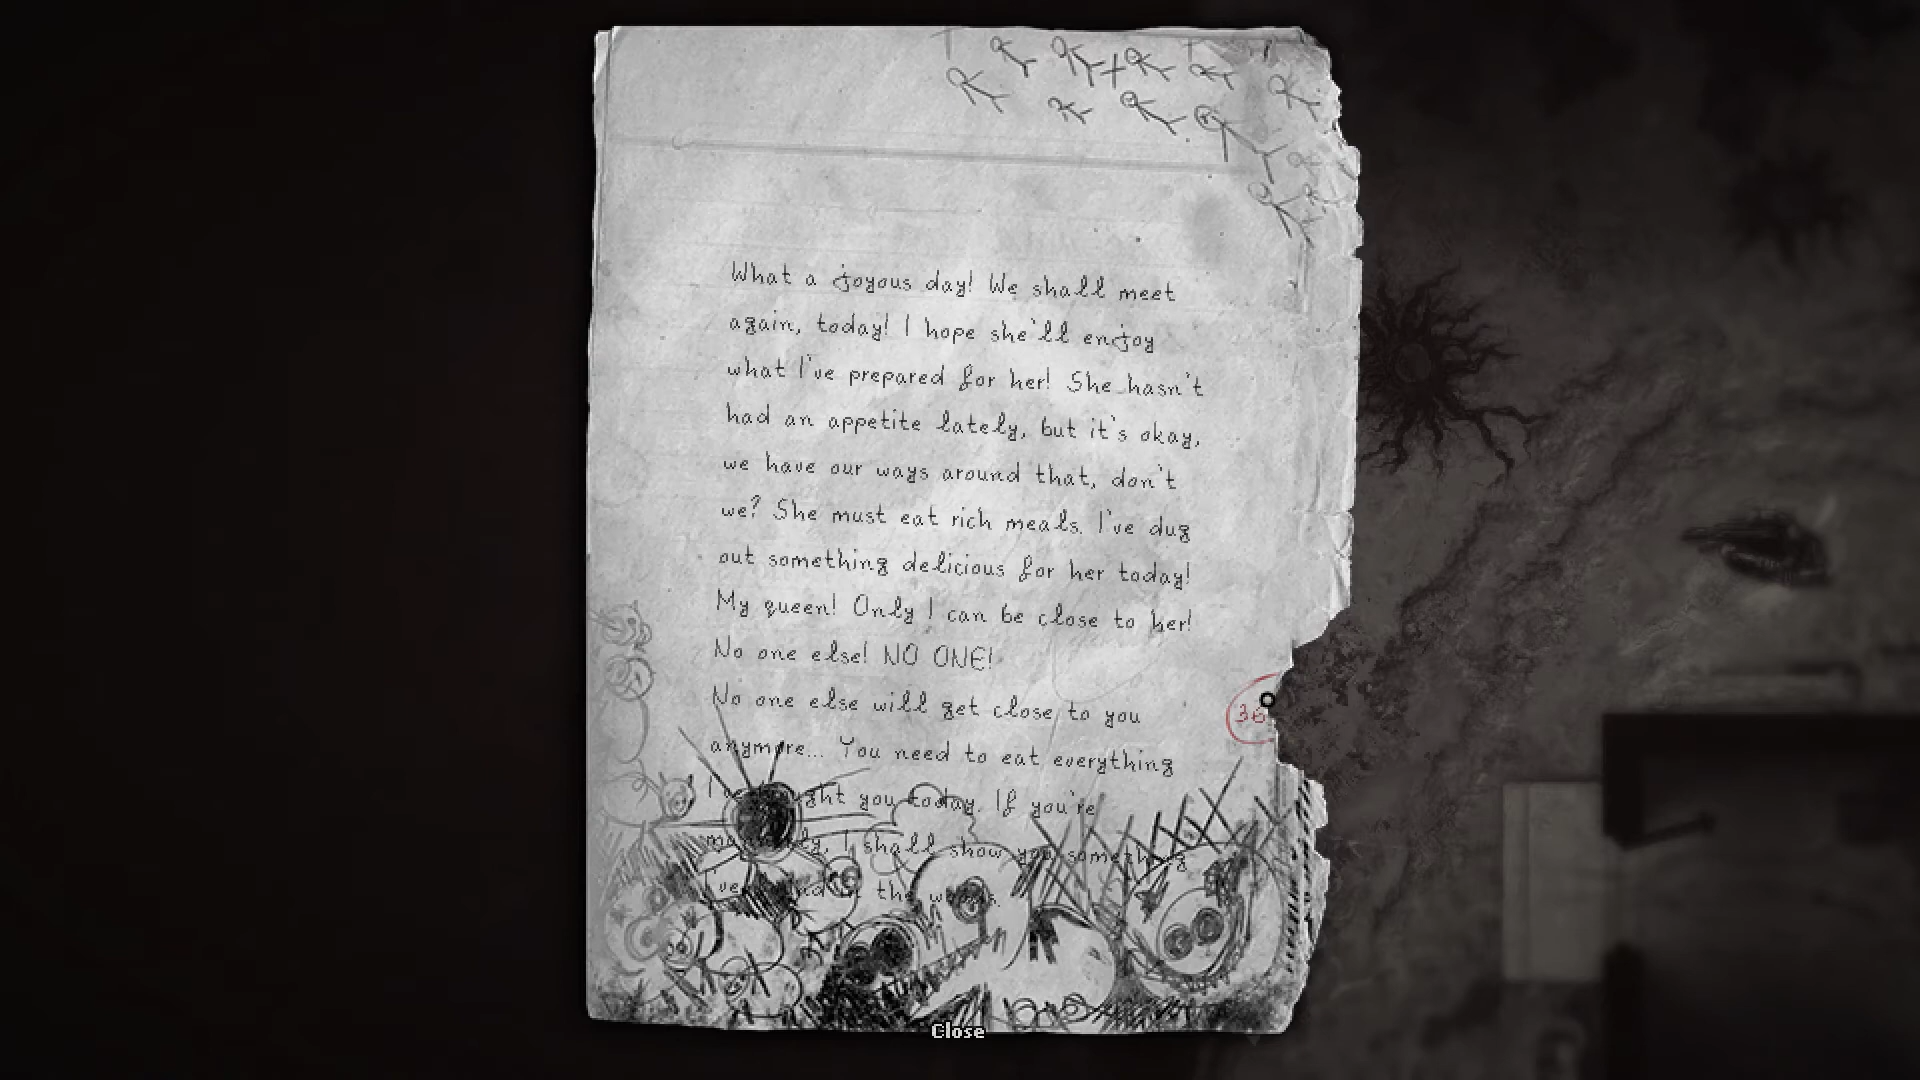 What a joyous day! We shall meet
again, today! I hope she'll enjoy
what I've prepared for her! She hasn't
had an appetite lately, but it's okay,
we have our ways around that, don't
we? She must eat rich meals. I've dug
out something delicious for her today!
My queen! Only I can be close to her!
No one else! NO ONE!
No one else will get close to you
anymore... You need to eat everything
you today. If you're
I shall show you something
I've the
36
Close